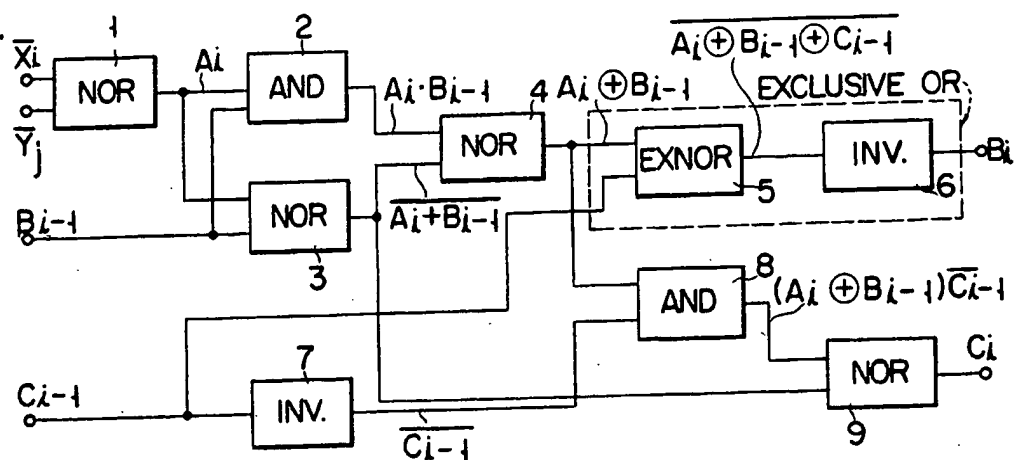 1
X̅i
NOR
Y̅j
Ai
2
AND
Ai·Bi-1
4
NOR
Ai⊕Bi-1
A̅i̅⊕̅B̅i̅-̅1̅⊕̅C̅i̅-̅1̅
EXCLUSIVE OR
EXNOR
5
INV.
6
Bi
Bi-1
NOR
3
A̅i̅+̅B̅i̅-̅1̅
8
AND
(Ai⊕Bi-1)C̅i-1
Ci-1
7
INV.
C̅i̅-̅1̅
NOR
9
Ci